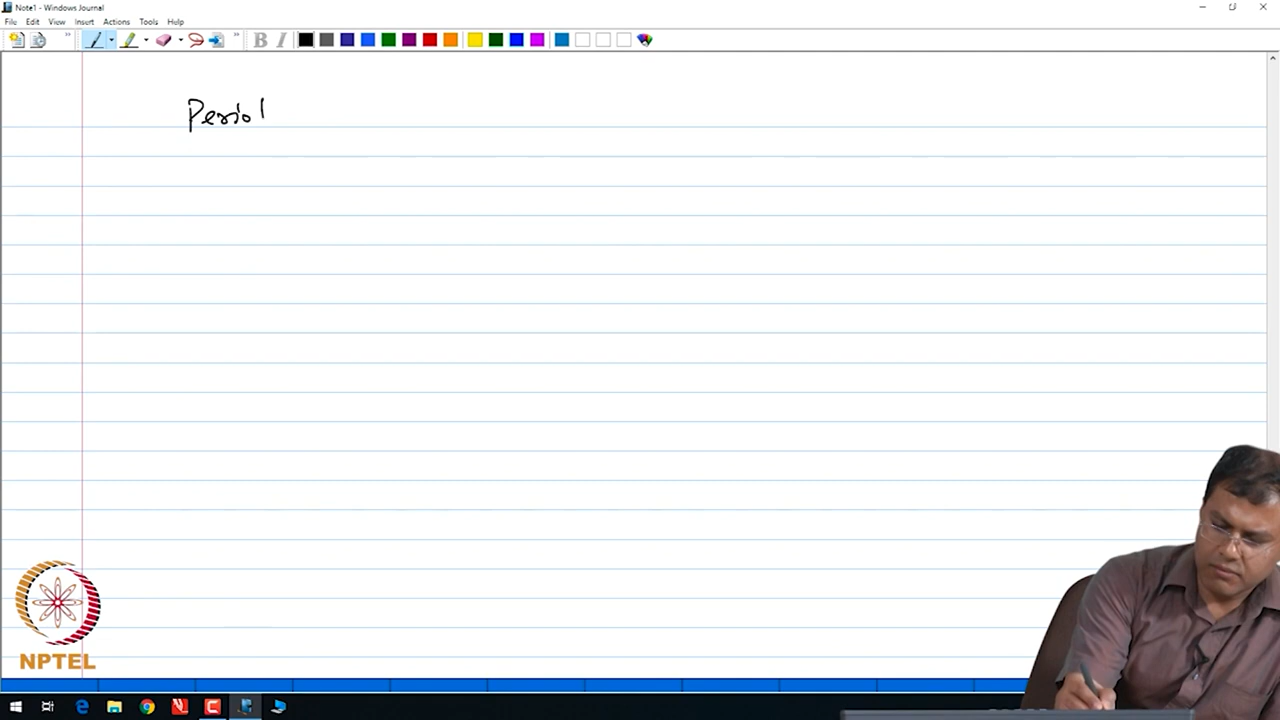 Note1 - Windows Journal
File Edit View Insert Actions Tools Help
B I
Period
NPTEL